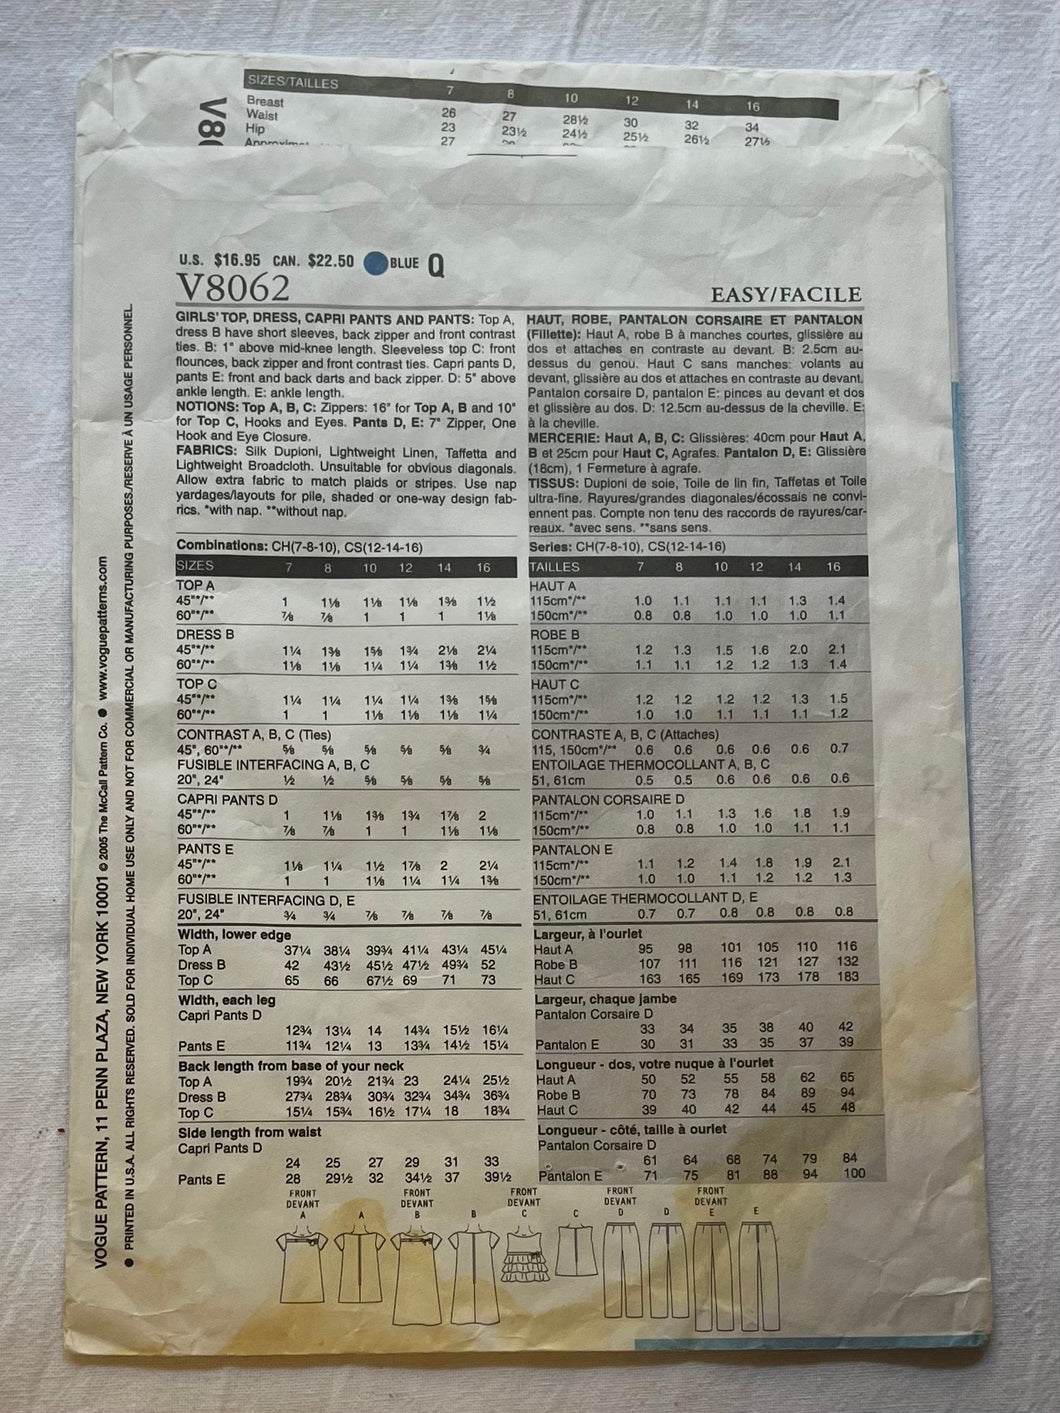 SIZES/TAILLES 7 8 10 12 14 16
Breast 26 27 28½ 30 32 34
Waist 23 23½ 24½ 25½ 26½ 27½
Hip 27
V80
U.S. $16.95 CAN. $22.50 BLUE Q
V8062
EASY/FACILE
GIRLS' TOP, DRESS, CAPRI PANTS AND PANTS: Top A,
dress B have short sleeves, back zipper and front contrast
ties. B: 1" above mid-knee length. Sleeveless top C: front
flounces, back zipper and front contrast ties. Capri pants D,
pants E: front and back darts and back zipper. D: 5" above
ankle length. E: ankle length.
NOTIONS: Top A, B, C: Zippers: 16" for Top A, B and 10"
for Top C, Hooks and Eyes. Pants D, E: 7" Zipper, One
Hook and Eye Closure.
FABRICS: Silk Dupioni, Lightweight Linen, Taffetta and
Lightweight Broadcloth. Unsuitable for obvious diagonals.
Allow extra fabric to match plaids or stripes. Use nap
yardages/layouts for pile, shaded or one-way design fab-
rics. *with nap. **without nap.
Combinations: CH(7-8-10), CS(12-14-16)
SIZES 7 8 10 12 14 16
TOP A
45"*/** 1 1⅛ 1⅛ 1⅛ 1⅜ 1½
60"*/** ⅞ ⅞ 1 1 1 1⅛
DRESS B
45"*/** 1¼ 1⅜ 1⅝ 1¾ 2⅛ 2¼
60"*/** 1⅛ 1⅛ 1¼ 1¼ 1⅜ 1½
TOP C
45"*/** 1¼ 1¼ 1¼ 1¼ 1⅜ 1⅝
60"*/** 1 1 1⅛ 1⅛ 1⅛ 1¼
CONTRAST A, B, C (Ties)
45", 60"*/** ⅝ ⅝ ⅝ ⅝ ⅝ ¾
FUSIBLE INTERFACING A, B, C
20", 24" ½ ½ ⅝ ⅝ ⅝ ⅝
CAPRI PANTS D
45"*/** 1 1⅛ 1⅜ 1¾ 1⅞ 2
60"*/** ⅞ ⅞ 1 1 1⅛ 1⅛
PANTS E
45"*/** 1⅛ 1¼ 1½ 1⅞ 2 2¼
60"*/** 1 1 1⅛ 1¼ 1¼ 1⅜
FUSIBLE INTERFACING D, E
20", 24" ¾ ¾ ⅞ ⅞ ⅞ ⅞
Width, lower edge
Top A 37¼ 38¼ 39¾ 41¼ 43¼ 45¼
Dress B 42 43½ 45½ 47½ 49¾ 52
Top C 65 66 67½ 69 71 73
Width, each leg
Capri Pants D
12¾ 13¼ 14 14¾ 15½ 16¼
Pants E 11¾ 12¼ 13 13¾ 14½ 15¼
Back length from base of your neck
Top A 19¾ 20½ 21¾ 23 24¼ 25½
Dress B 27¾ 28¾ 30¾ 32¾ 34¾ 36¾
Top C 15¼ 15¾ 16½ 17¼ 18 18¾
Side length from waist
Capri Pants D
24 25 27 29 31 33
Pants E 28 29½ 32 34½ 37 39½
HAUT, ROBE, PANTALON CORSAIRE ET PANTALON
(Fillette): Haut A, robe B à manches courtes, glissière au
dos et attaches en contraste au devant. B: 2.5cm au-
dessus du genou. Haut C sans manches: volants au
devant, glissière au dos et attaches en contraste au devant.
Pantalon corsaire D, pantalon E: pinces au devant et dos
et glissière au dos. D: 12.5cm au-dessus de la cheville. E:
à la cheville.
MERCERIE: Haut A, B, C: Glissières: 40cm pour Haut A,
B et 25cm pour Haut C, Agrafes. Pantalon D, E: Glissière
(18cm), 1 Fermeture à agrafe.
TISSUS: Dupioni de soie, Toile de lin fin, Taffetas et Toile
ultra-fine. Rayures/grandes diagonales/écossais ne convi-
ennent pas. Compte non tenu des raccords de rayures/car-
reaux. *avec sens. **sans sens.
Series: CH(7-8-10), CS(12-14-16)
TAILLES 7 8 10 12 14 16
HAUT A
115cm*/** 1.0 1.1 1.1 1.1 1.3 1.4
150cm*/** 0.8 0.8 1.0 1.0 1.0 1.1
ROBE B
115cm*/** 1.2 1.3 1.5 1.6 2.0 2.1
150cm*/** 1.1 1.1 1.2 1.2 1.3 1.4
HAUT C
115cm*/** 1.2 1.2 1.2 1.2 1.3 1.5
150cm*/** 1.0 1.0 1.1 1.1 1.1 1.2
CONTRASTE A, B, C (Attaches)
115, 150cm*/** 0.6 0.6 0.6 0.6 0.6 0.7
ENTOILAGE THERMOCOLLANT A, B, C
51, 61cm 0.5 0.5 0.6 0.6 0.6 0.6
PANTALON CORSAIRE D
115cm*/** 1.0 1.1 1.3 1.6 1.8 1.9
150cm*/** 0.8 0.8 1.0 1.0 1.1 1.1
PANTALON E
115cm*/** 1.1 1.2 1.4 1.8 1.9 2.1
150cm*/** 1.0 1.0 1.1 1.2 1.2 1.3
ENTOILAGE THERMOCOLLANT D, E
51, 61cm 0.7 0.7 0.8 0.8 0.8 0.8
Largeur, à l'ourlet
Haut A 95 98 101 105 110 116
Robe B 107 111 116 121 127 132
Haut C 163 165 169 173 178 183
Largeur, chaque jambe
Pantalon Corsaire D
33 34 35 38 40 42
Pantalon E 30 31 33 35 37 39
Longueur - dos, votre nuque à l'ourlet
Haut A 50 52 55 58 62 65
Robe B 70 73 78 84 89 94
Haut C 39 40 42 44 45 48
Longueur - côté, taille à ourlet
Pantalon Corsaire D
61 64 68 74 79 84
Pantalon E 71 75 81 88 94 100
FRONT FRONT FRONT FRONT FRONT
DEVANT DEVANT DEVANT DEVANT DEVANT
A A B B C C D D E E
VOGUE PATTERN, 11 PENN PLAZA, NEW YORK 10001 © 2005 The McCall Pattern Co. ● www.voguepatterns.com
● PRINTED IN U.S.A. ALL RIGHTS RESERVED. SOLD FOR INDIVIDUAL HOME USE ONLY AND NOT FOR COMMERCIAL OR MANUFACTURING PURPOSES./RESERVE À UN USAGE PERSONNEL.